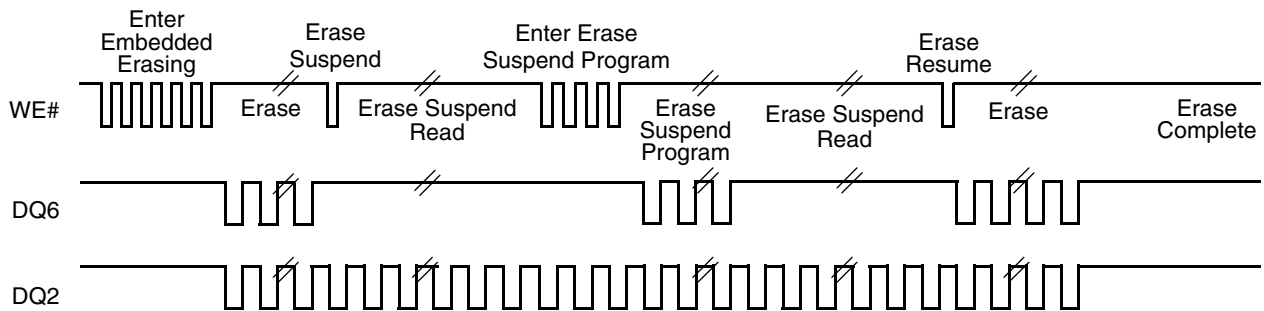 Enter
Embedded
Erasing
Erase
Suspend
Enter Erase
Suspend Program
Erase
Resume
WE#
Erase
Erase Suspend
Read
Erase
Suspend
Program
Erase Suspend
Read
Erase
Erase
Complete
DQ6
DQ2